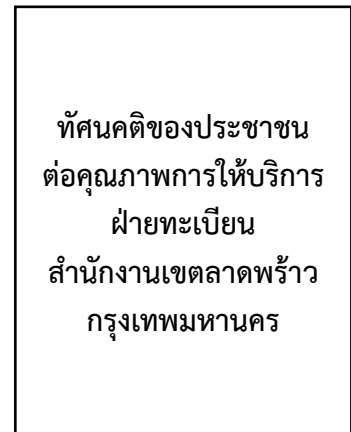 ทัศนคติของประชาชน
ต่อคุณภาพการให้บริการ
ฝ่ายทะเบียน
สำนักงานเขตลาดพร้าว
กรุงเทพมหานคร